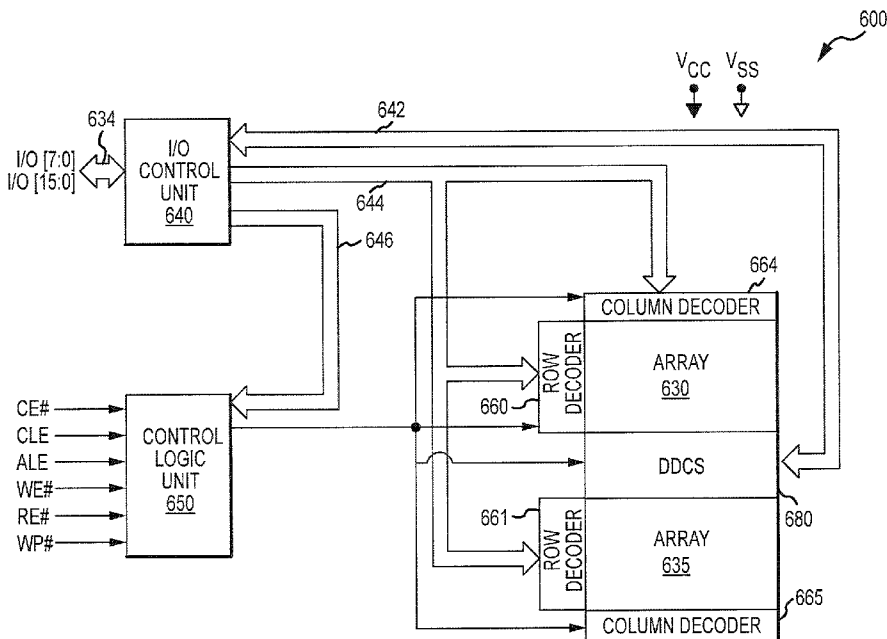 600
VCC VSS
634
642
I/O [7:0]
I/O [15:0]
I/O
CONTROL
UNIT
640
644
646
664
COLUMN DECODER
ROW
DECODER
660
ARRAY
630
CE#
CLE
ALE
WE#
RE#
WP#
CONTROL
LOGIC
UNIT
650
DDCS
680
661
ROW
DECODER
ARRAY
635
665
COLUMN DECODER